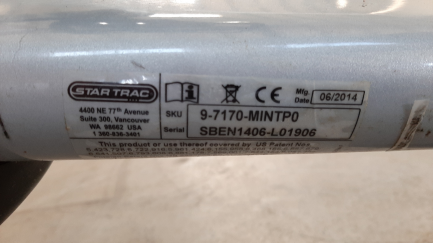 STAR TRAC
4400 NE 77th Avenue
Suite 300, Vancouver
WA 98662 USA
Mfg. Date 06/2014
SKU 9-7170-MINTP0
Serial SBEN1406-L01906
This product or use thereof covered by US Patent Nos.